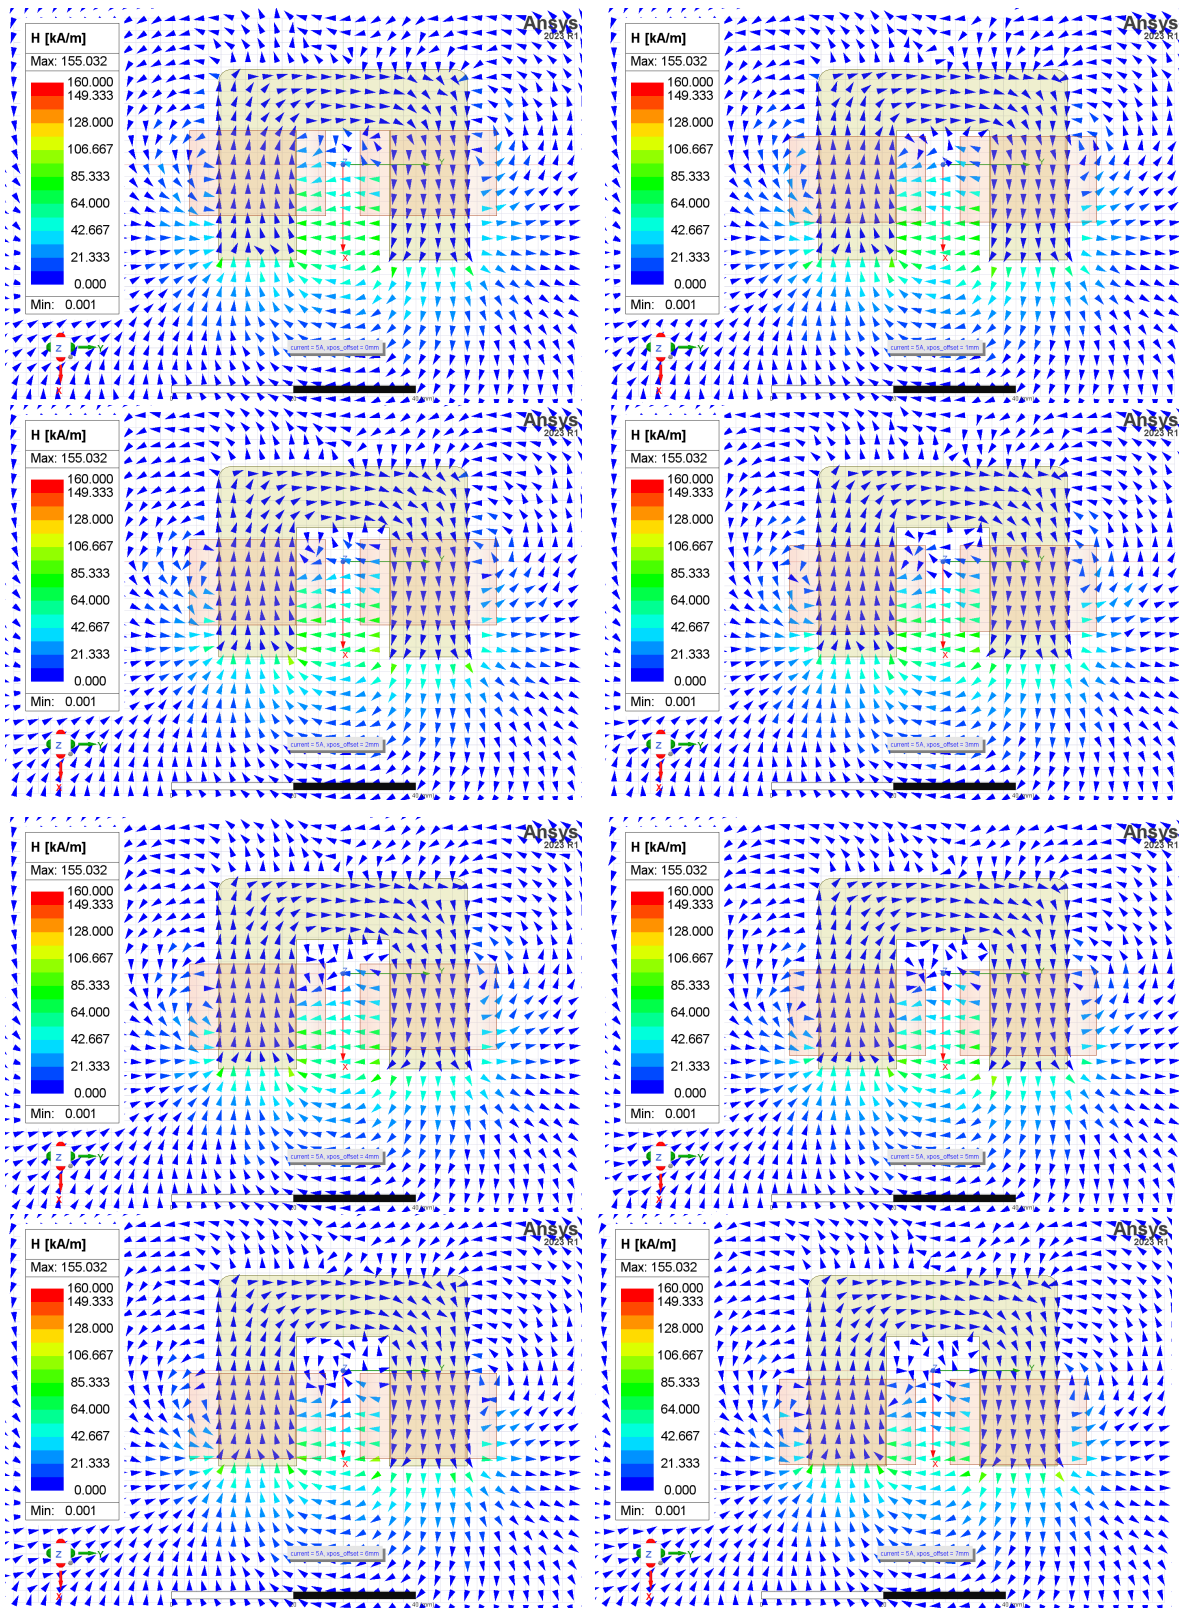 Ansys
2023 R1
H [kA/m]
Max: 155.032
160.000
149.333
128.000
106.667
85.333
64.000
42.667
21.333
0.000
Min: 0.001
Z
Y
X
Y
X
current = 5A, xpos_offset = 0mm
Ansys
2023 R1
H [kA/m]
Max: 155.032
160.000
149.333
128.000
106.667
85.333
64.000
42.667
21.333
0.000
Min: 0.001
Z
Y
X
Y
X
current = 5A, xpos_offset = 1mm
Ansys
2023 R1
H [kA/m]
Max: 155.032
160.000
149.333
128.000
106.667
85.333
64.000
42.667
21.333
0.000
Min: 0.001
Z
Y
X
Y
X
current = 5A, xpos_offset = 2mm
Ansys
2023 R1
H [kA/m]
Max: 155.032
160.000
149.333
128.000
106.667
85.333
64.000
42.667
21.333
0.000
Min: 0.001
Z
Y
X
Y
X
current = 5A, xpos_offset = 3mm
40 (mm)
Ansys
2023 R1
H [kA/m]
Max: 155.032
160.000
149.333
128.000
106.667
85.333
64.000
42.667
21.333
0.000
Min: 0.001
Z
Y
X
Y
X
current = 5A, xpos_offset = 4mm
Ansys
2023 R1
H [kA/m]
Max: 155.032
160.000
149.333
128.000
106.667
85.333
64.000
42.667
21.333
0.000
Min: 0.001
Z
Y
X
Y
X
current = 5A, xpos_offset = 5mm
Ansys
2023 R1
H [kA/m]
Max: 155.032
160.000
149.333
128.000
106.667
85.333
64.000
42.667
21.333
0.000
Min: 0.001
Z
Y
X
Y
X
current = 5A, xpos_offset = 6mm
Ansys
2023 R1
H [kA/m]
Max: 155.032
160.000
149.333
128.000
106.667
85.333
64.000
42.667
21.333
0.000
Min: 0.001
Z
Y
X
Y
X
current = 5A, xpos_offset = 7mm